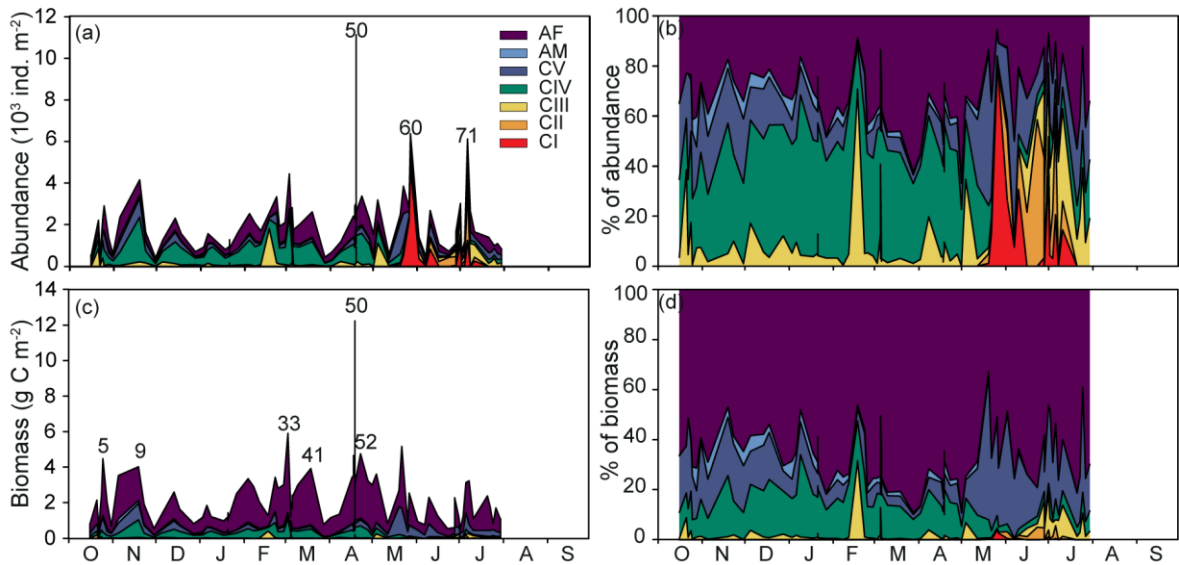 (a)
Abundance (10³ ind. m⁻²)
12
10
8
6
4
2
0
50
60
71
AF
AM
CV
CIV
CIII
CII
CI
(b)
% of abundance
100
80
60
40
20
0
(c)
Biomass (g C m⁻²)
14
12
10
8
6
4
2
0
5
9
33
41
50
52
O N D J F M A M J J A S
(d)
% of biomass
100
80
60
40
20
0
O N D J F M A M J J A S